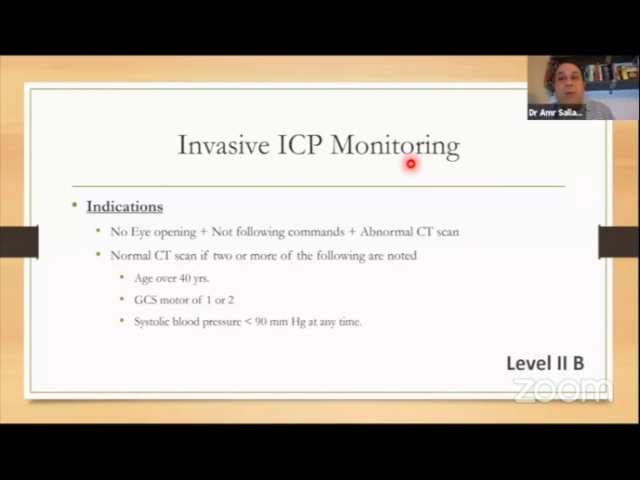 Dr Amr Salla...
Invasive ICP Monitoring
Indications
No Eye opening + Not following commands + Abnormal CT scan
Normal CT scan if two or more of the following are noted
Age over 40 yrs.
GCS motor of 1 or 2
Systolic blood pressure < 90 mm Hg at any time.
Level II B
zoom